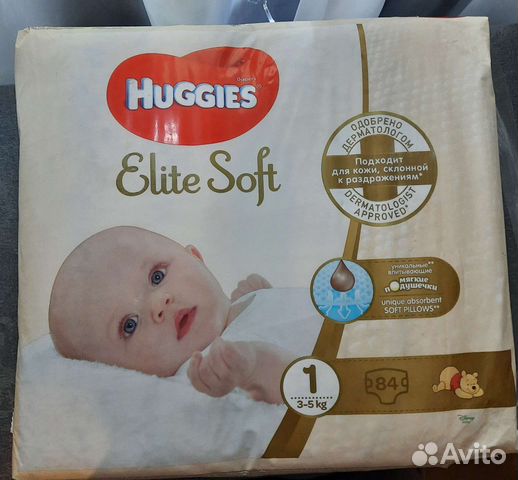 HUGGIES
Elite Soft
ОДОБРЕНО
ДЕРМАТОЛОГОМ
Подходит
для кожи, склонной
к раздражениям*
DERMATOLOGIST
APPROVED*
уникальные**
впитывающие
мягкие
подушечки
unique absorbent
SOFT PILLOWS**
1
3-5 kg
84
Disney
Avito